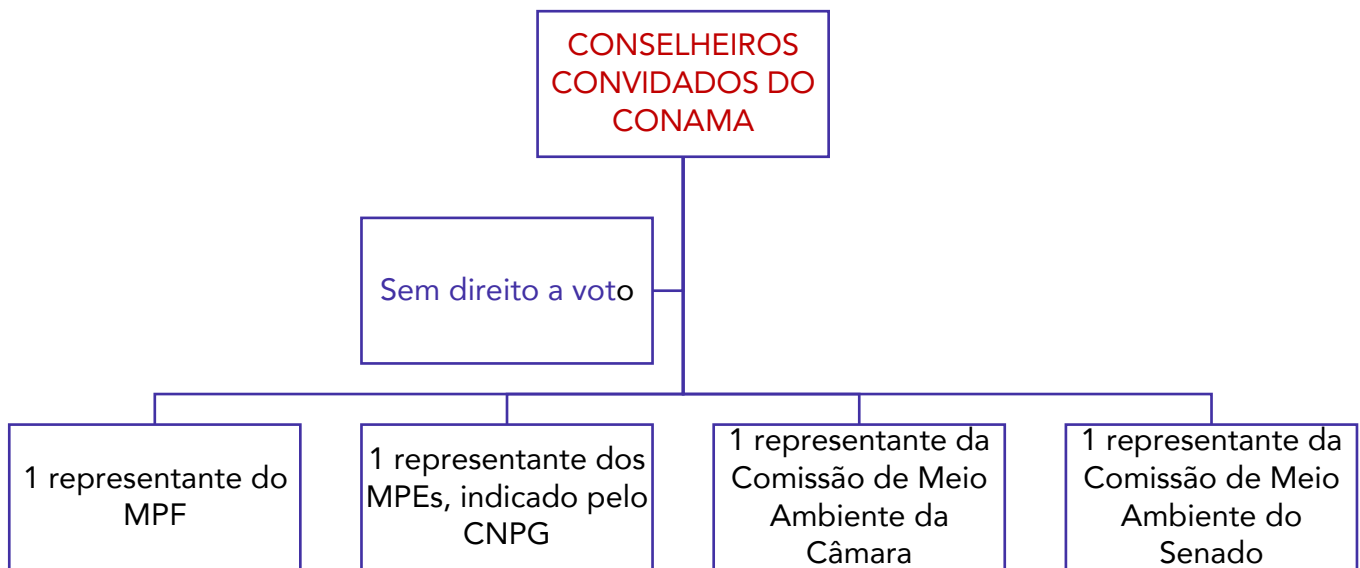 CONSELHEIROS
CONVIDADOS DO
CONAMA
Sem direito a voto
1 representante do
MPF
1 representante dos
MPEs, indicado pelo
CNPG
1 representante da
Comissão de Meio
Ambiente da
Câmara
1 representante da
Comissão de Meio
Ambiente do
Senado